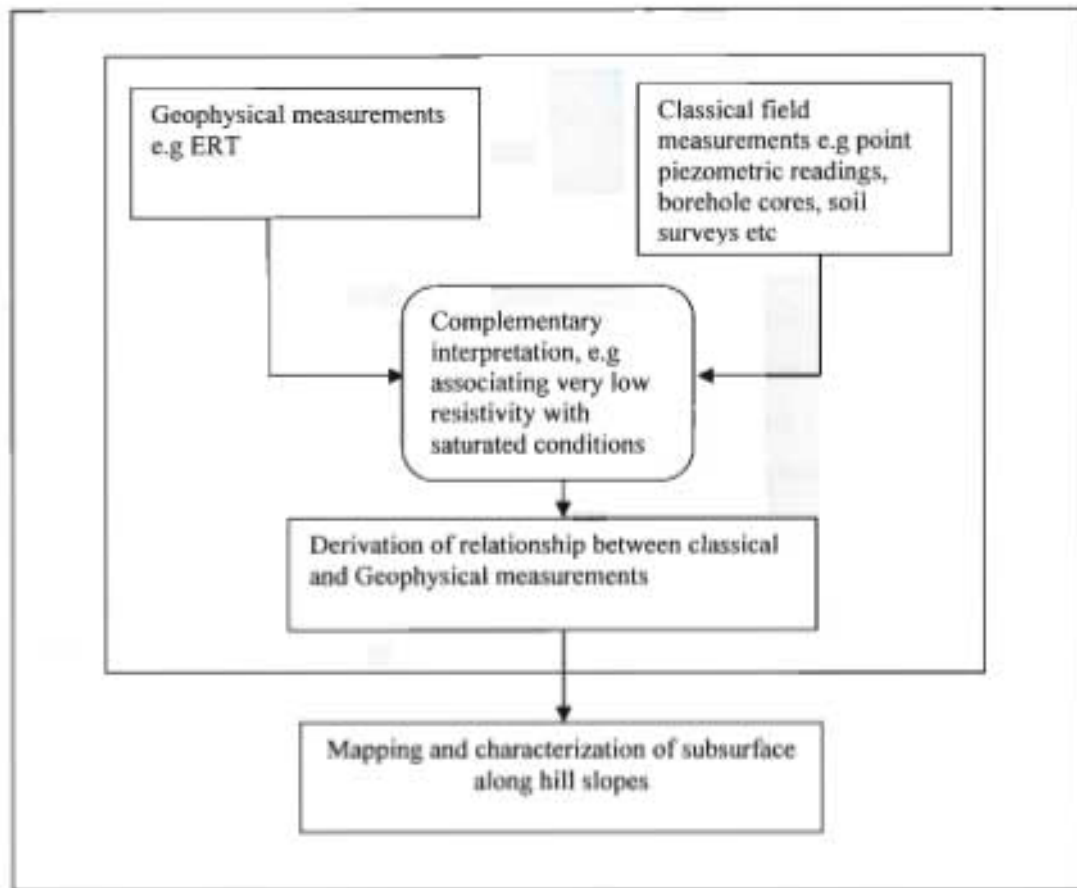 Geophysical measurements
e.g ERT
Classical field
measurements e.g point
piezometric readings,
borehole cores, soil
surveys etc
Complementary
interpretation, e.g
associating very low
resistivity with
saturated conditions
Derivation of relationship between classical
and Geophysical measurements
Mapping and characterization of subsurface
along hill slopes